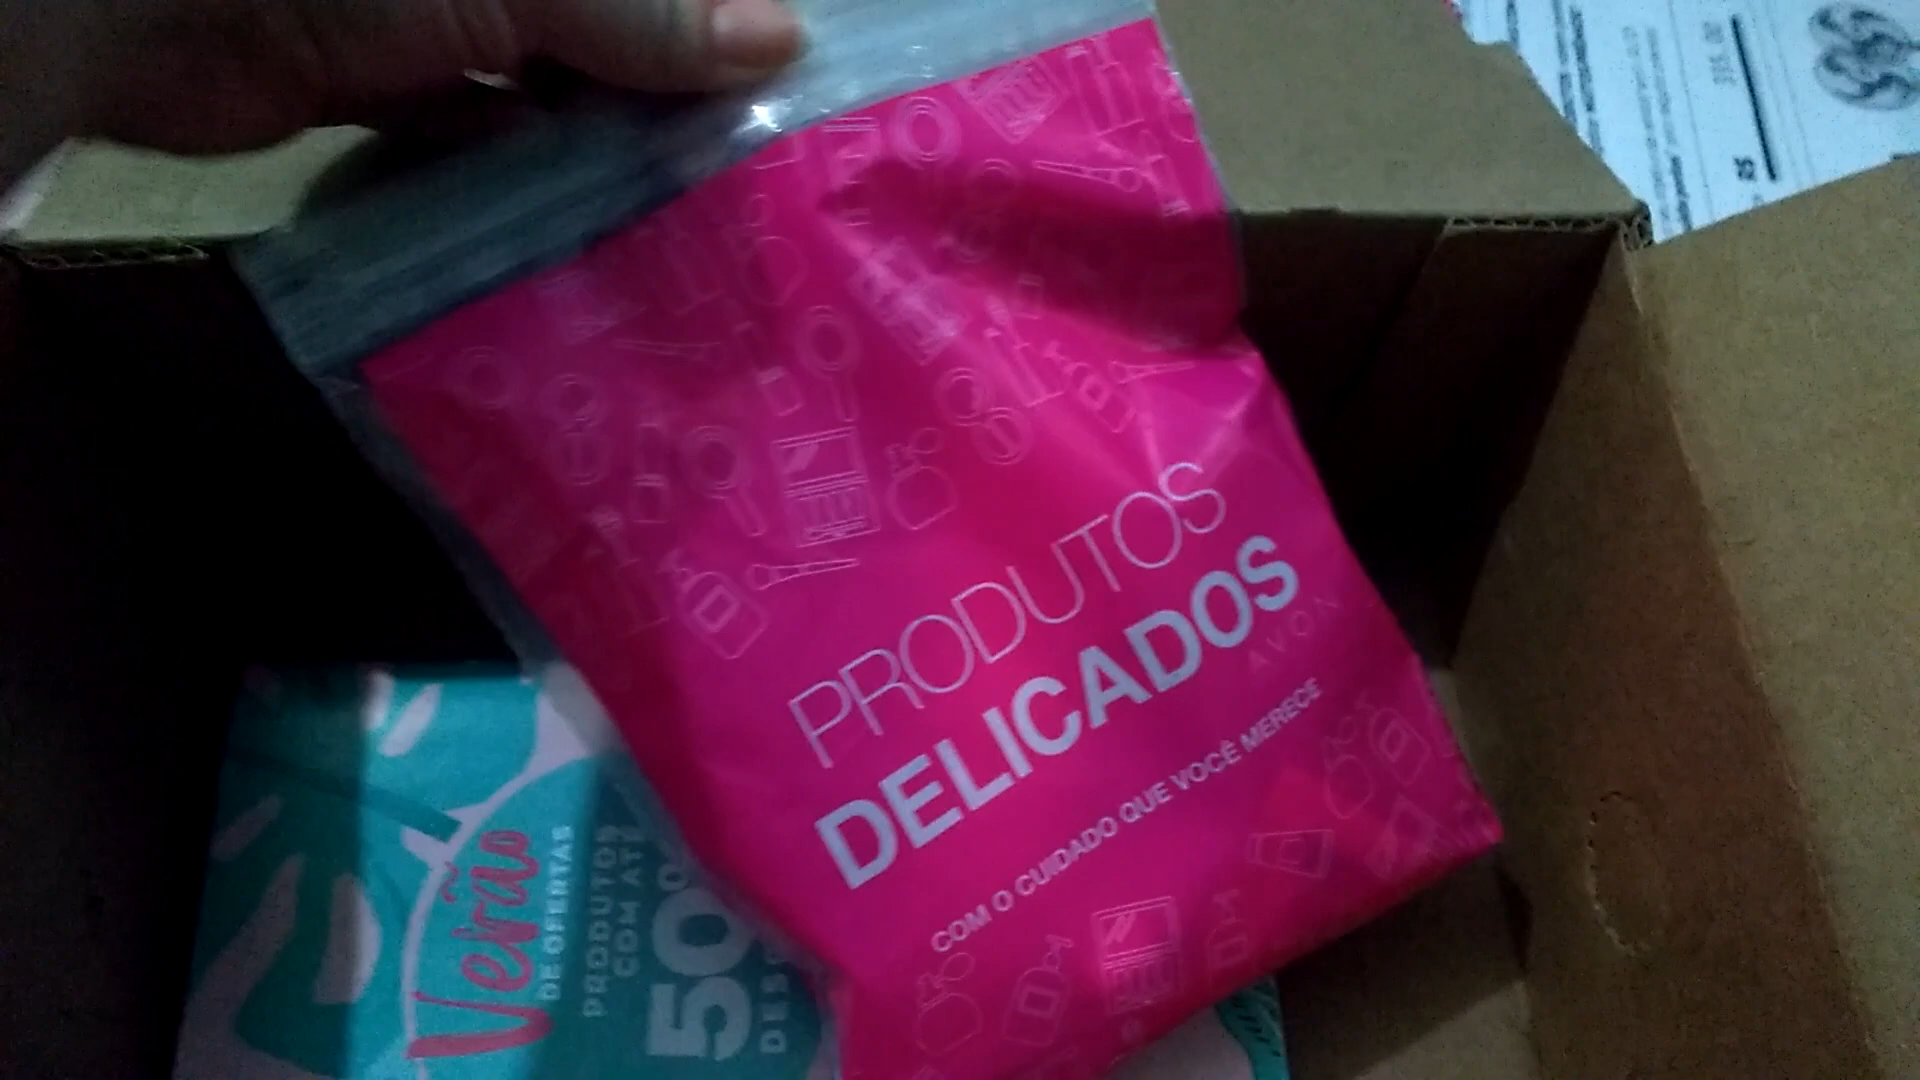 PRODUTOS
DELICADOS
AVON
COM O CUIDADO QUE VOCÊ MERECE
Verão
DE OFERTAS
PRODUTOS
COM ATÉ
50%